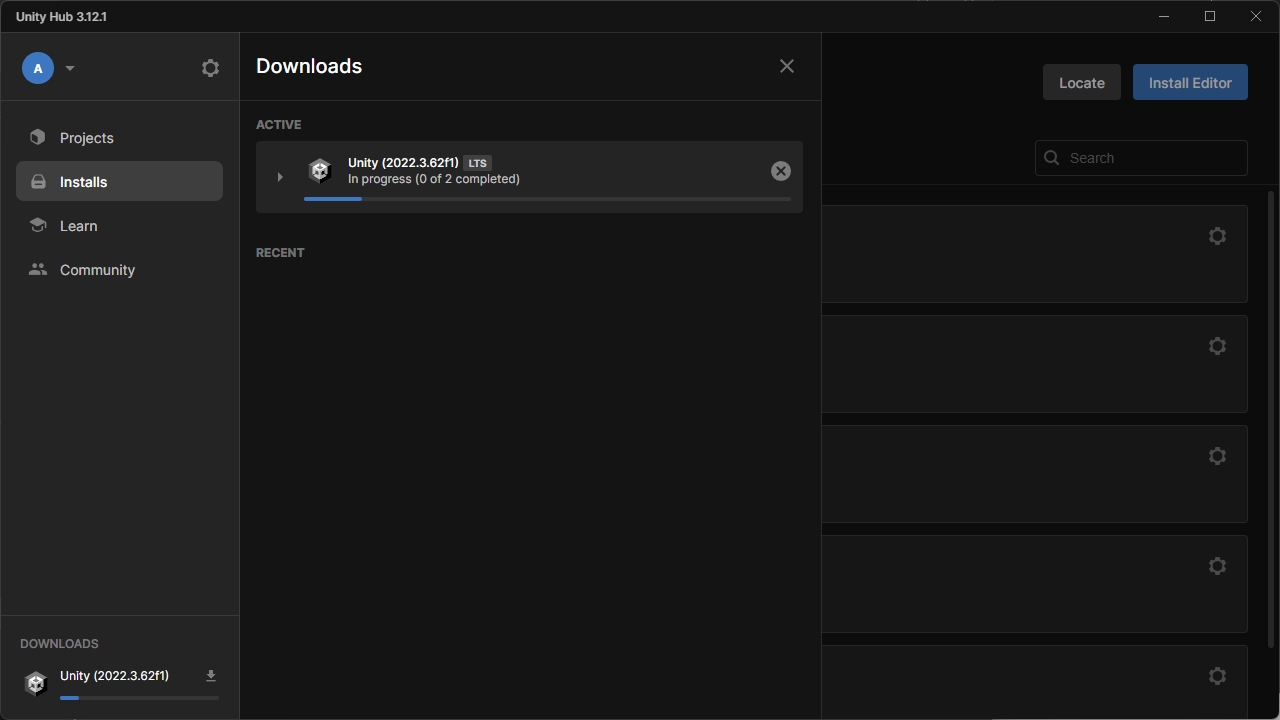 Unity Hub 3.12.1
A
Projects
Installs
Learn
Community
DOWNLOADS
Unity (2022.3.62f1)
Downloads
ACTIVE
Unity (2022.3.62f1) LTS
In progress (0 of 2 completed)
RECENT
Locate
Install Editor
Search